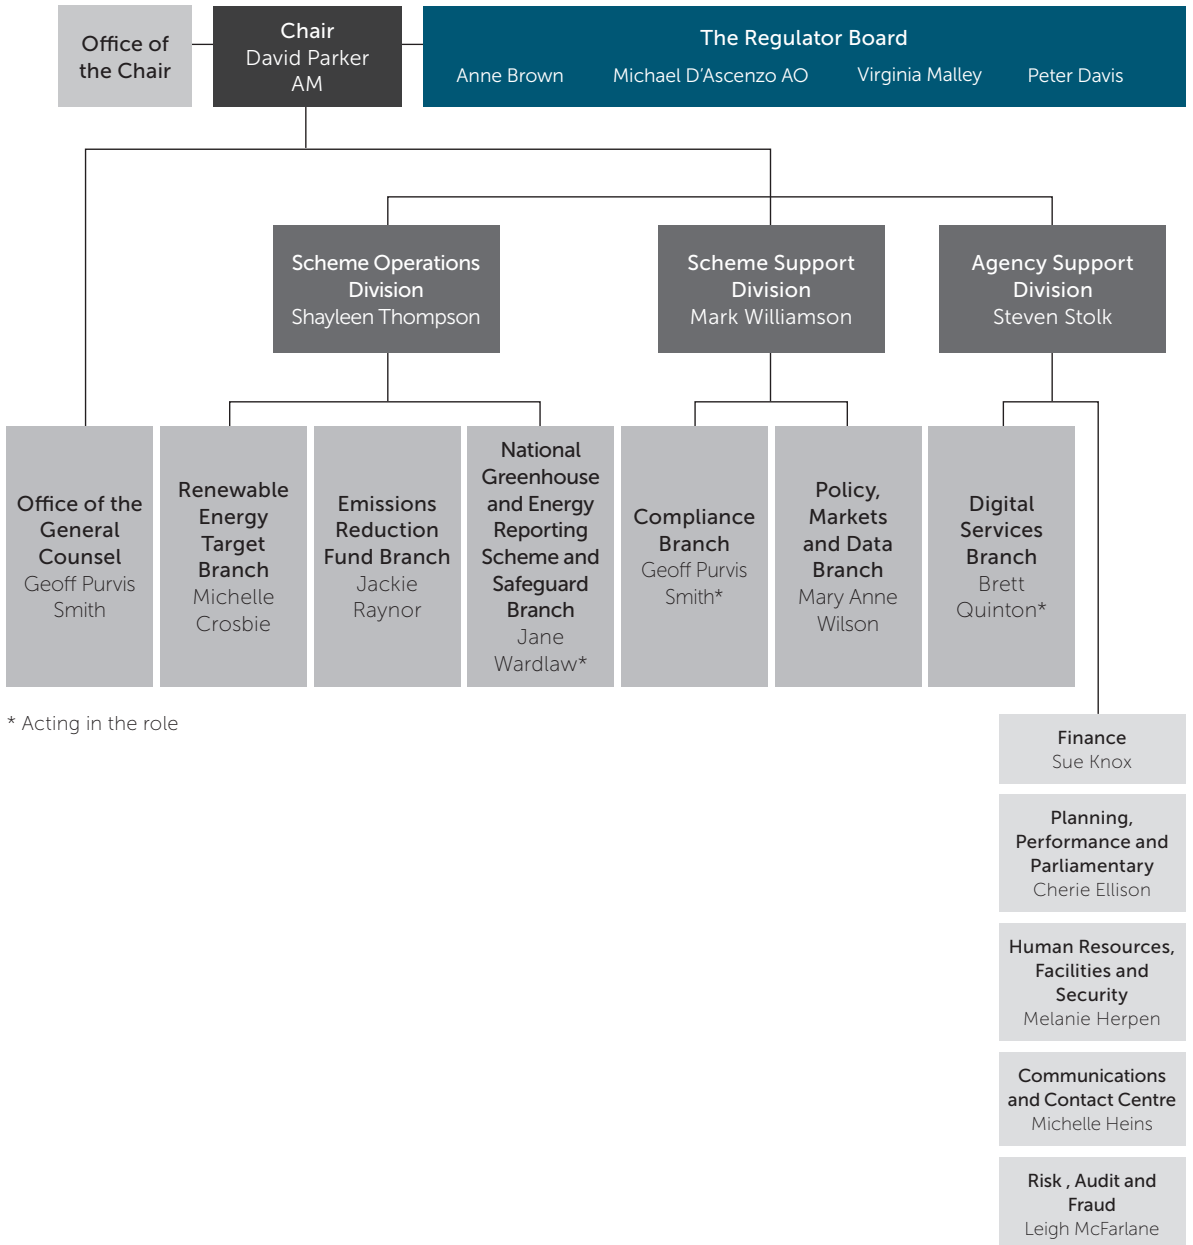 Office of
the Chair
Chair
David Parker
AM
The Regulator Board
Anne Brown Michael D'Ascenzo AO Virginia Malley Peter Davis
Scheme Operations
Division
Shayleen Thompson
Scheme Support
Division
Mark Williamson
Agency Support
Division
Steven Stolk
Office of the
General
Counsel
Geoff Purvis
Smith
Renewable
Energy
Target
Branch
Michelle
Crosbie
Emissions
Reduction
Fund Branch
Jackie
Raynor
National
Greenhouse
and Energy
Reporting
Scheme and
Safeguard
Branch
Jane
Wardlaw*
Compliance
Branch
Geoff Purvis
Smith*
Policy,
Markets
and Data
Branch
Mary Anne
Wilson
Digital
Services
Branch
Brett
Quinton*
* Acting in the role
Finance
Sue Knox
Planning,
Performance and
Parliamentary
Cherie Ellison
Human Resources,
Facilities and
Security
Melanie Herpen
Communications
and Contact Centre
Michelle Heins
Risk , Audit and
Fraud
Leigh McFarlane